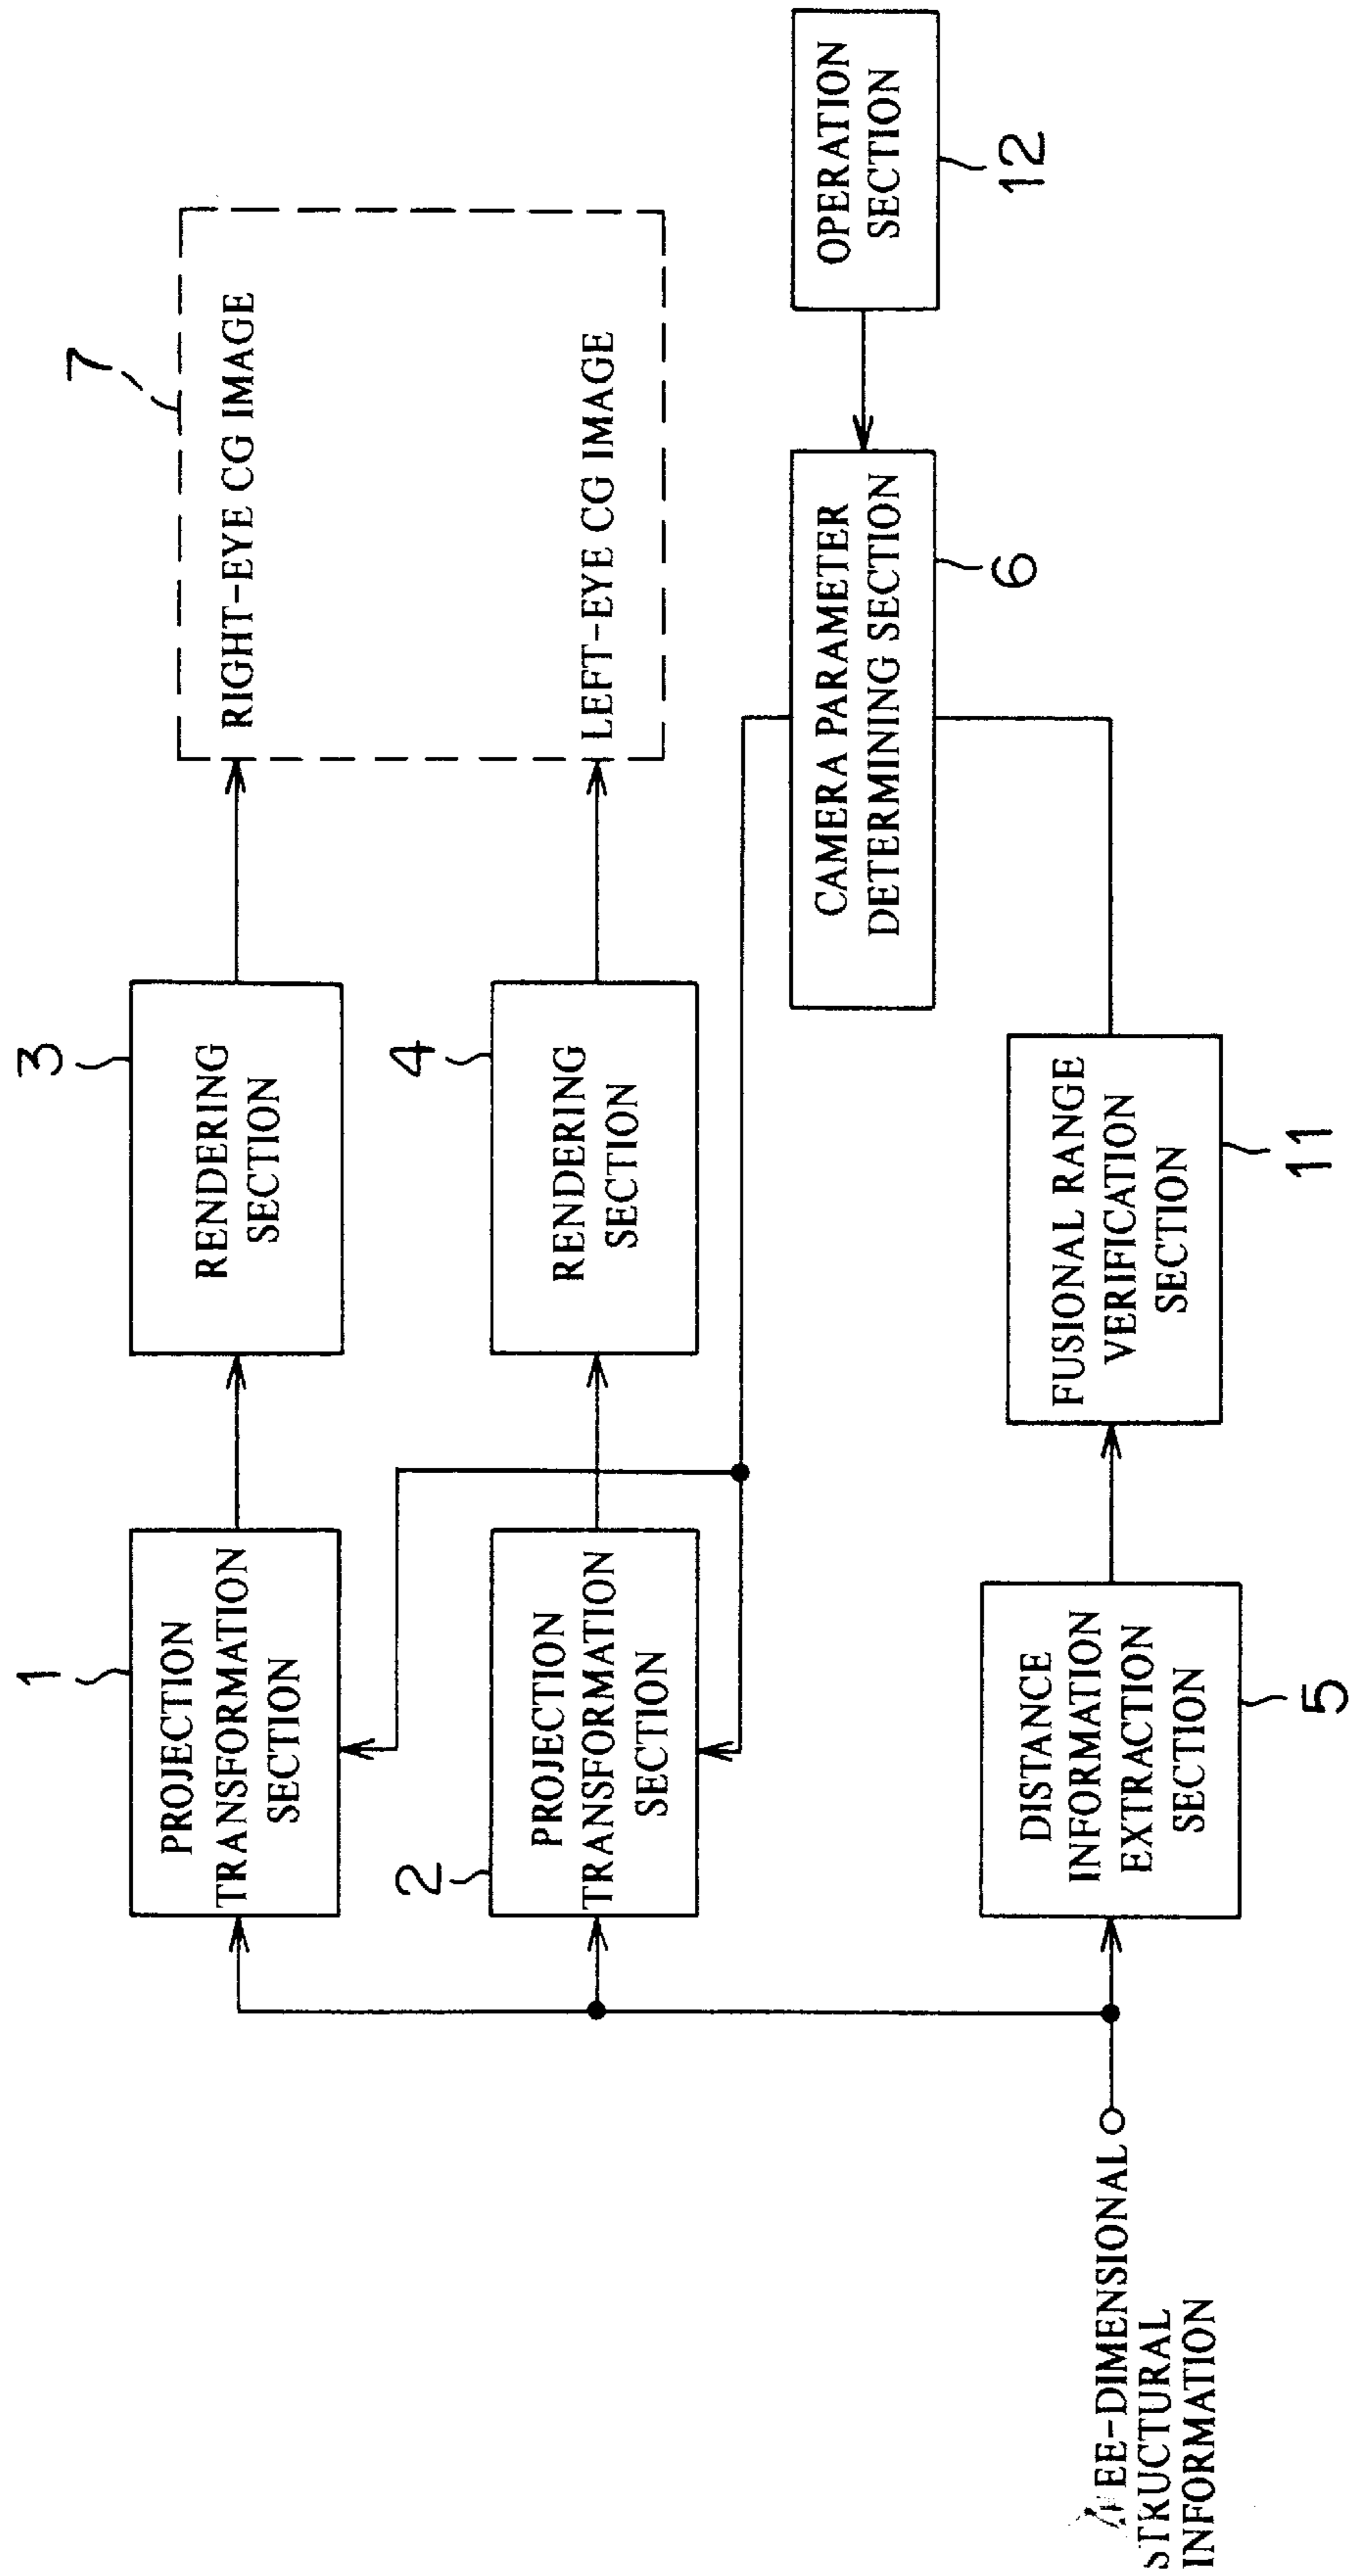 1
PROJECTION
TRANSFORMATION
SECTION
3
RENDERING
SECTION
7
RIGHT-EYE CG IMAGE
LEFT-EYE CG IMAGE
2
PROJECTION
TRANSFORMATION
SECTION
4
RENDERING
SECTION
CAMERA PARAMETER
DETERMINING SECTION
6
OPERATION
SECTION
12
THREE-DIMENSIONAL
STRUCTURAL
INFORMATION
DISTANCE
INFORMATION
EXTRACTION
SECTION
5
FUSIONAL RANGE
VERIFICATION
SECTION
11